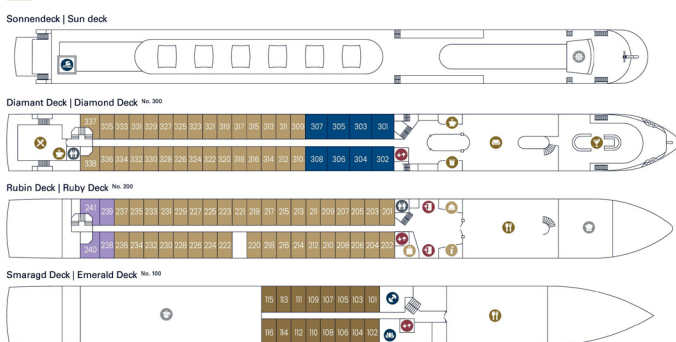 Sonnendeck | Sun deck
Diamant Deck | Diamond Deck No. 300
337 335 333 331 329 327 325 323 321 319 317 315 313 311 309 307 305 303 301
338 336 334 332 330 328 326 324 322 320 318 316 314 312 310 308 306 304 302
Rubin Deck | Ruby Deck No. 200
241 239 237 235 233 231 229 227 225 223 221 219 217 215 213 211 209 207 205 203 201
240 238 236 234 232 230 228 226 224 222 220 218 216 214 212 210 208 206 204 202
Smaragd Deck | Emerald Deck No. 100
115 113 111 109 107 105 103 101
116 114 112 110 108 106 104 102